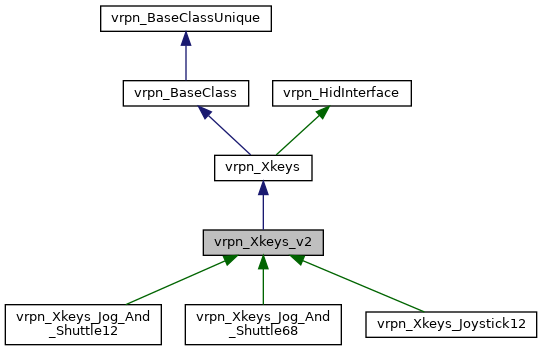 vrpn_BaseClassUnique
vrpn_BaseClass
vrpn_HidInterface
vrpn_Xkeys
vrpn_Xkeys_v2
vrpn_Xkeys_Jog_And
_Shuttle12
vrpn_Xkeys_Jog_And
_Shuttle68
vrpn_Xkeys_Joystick12